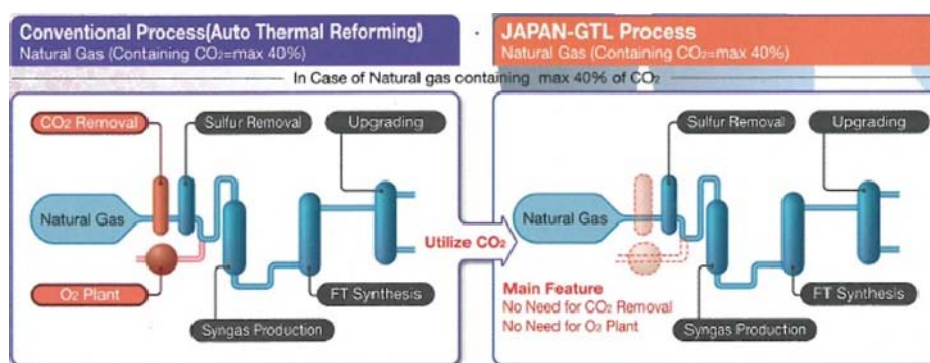 Conventional Process(Auto Thermal Reforming)
Natural Gas (Containing CO₂=max 40%)
JAPAN-GTL Process
Natural Gas (Containing CO₂=max 40%)
In Case of Natural gas containing max 40% of CO₂
CO₂ Removal
Sulfur Removal
Upgrading
Natural Gas
O₂ Plant
FT Synthesis
Syngas Production
Utilize CO₂
Sulfur Removal
Upgrading
Natural Gas
Main Feature
No Need for CO₂ Removal
No Need for O₂ Plant
FT Synthesis
Syngas Production